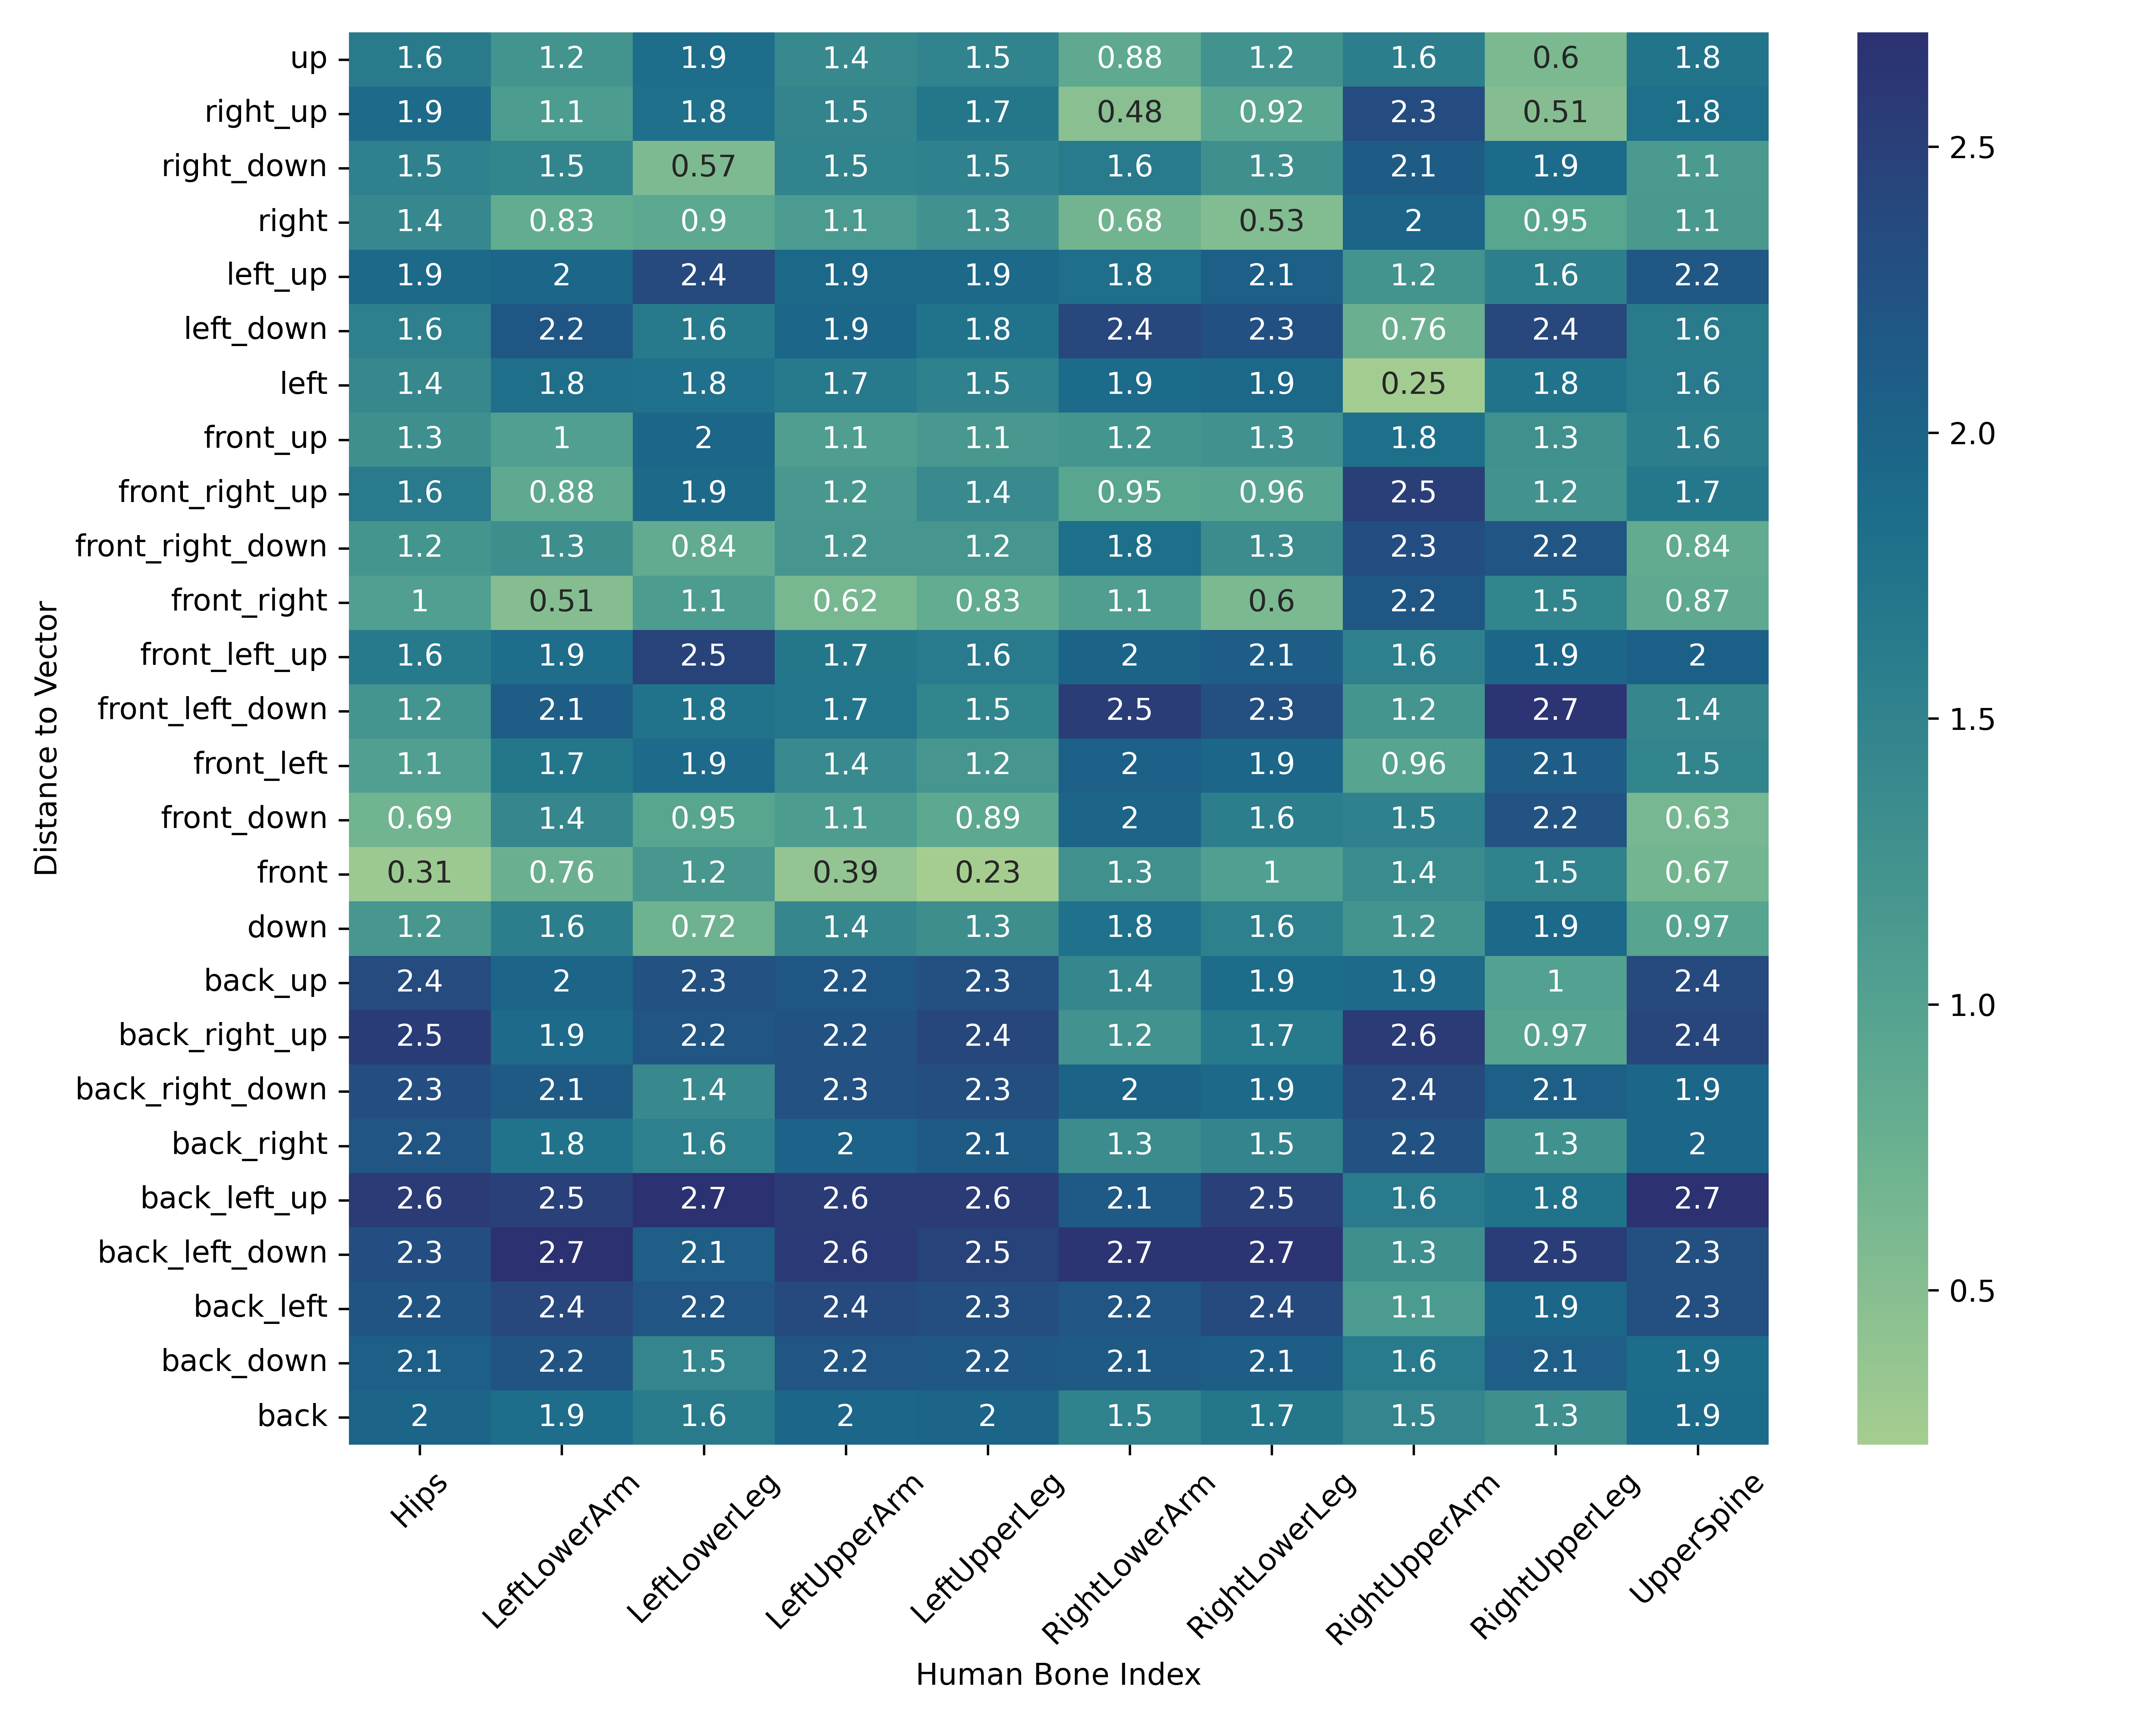 Distance to Vector
up 1.6 1.2 1.9 1.4 1.5 0.88 1.2 1.6 0.6 1.8
right_up 1.9 1.1 1.8 1.5 1.7 0.48 0.92 2.3 0.51 1.8
right_down 1.5 1.5 0.57 1.5 1.5 1.6 1.3 2.1 1.9 1.1
right 1.4 0.83 0.9 1.1 1.3 0.68 0.53 2 0.95 1.1
left_up 1.9 2 2.4 1.9 1.9 1.8 2.1 1.2 1.6 2.2
left_down 1.6 2.2 1.6 1.9 1.8 2.4 2.3 0.76 2.4 1.6
left 1.4 1.8 1.8 1.7 1.5 1.9 1.9 0.25 1.8 1.6
front_up 1.3 1 2 1.1 1.1 1.2 1.3 1.8 1.3 1.6
front_right_up 1.6 0.88 1.9 1.2 1.4 0.95 0.96 2.5 1.2 1.7
front_right_down 1.2 1.3 0.84 1.2 1.2 1.8 1.3 2.3 2.2 0.84
front_right 1 0.51 1.1 0.62 0.83 1.1 0.6 2.2 1.5 0.87
front_left_up 1.6 1.9 2.5 1.7 1.6 2 2.1 1.6 1.9 2
front_left_down 1.2 2.1 1.8 1.7 1.5 2.5 2.3 1.2 2.7 1.4
front_left 1.1 1.7 1.9 1.4 1.2 2 1.9 0.96 2.1 1.5
front_down 0.69 1.4 0.95 1.1 0.89 2 1.6 1.5 2.2 0.63
front 0.31 0.76 1.2 0.39 0.23 1.3 1 1.4 1.5 0.67
down 1.2 1.6 0.72 1.4 1.3 1.8 1.6 1.2 1.9 0.97
back_up 2.4 2 2.3 2.2 2.3 1.4 1.9 1.9 1 2.4
back_right_up 2.5 1.9 2.2 2.2 2.4 1.2 1.7 2.6 0.97 2.4
back_right_down 2.3 2.1 1.4 2.3 2.3 2 1.9 2.4 2.1 1.9
back_right 2.2 1.8 1.6 2 2.1 1.3 1.5 2.2 1.3 2
back_left_up 2.6 2.5 2.7 2.6 2.6 2.1 2.5 1.6 1.8 2.7
back_left_down 2.3 2.7 2.1 2.6 2.5 2.7 2.7 1.3 2.5 2.3
back_left 2.2 2.4 2.2 2.4 2.3 2.2 2.4 1.1 1.9 2.3
back_down 2.1 2.2 1.5 2.2 2.2 2.1 2.1 1.6 2.1 1.9
back 2 1.9 1.6 2 2 1.5 1.7 1.5 1.3 1.9
Hips LeftLowerArm LeftLowerLeg LeftUpperArm LeftUpperLeg RightLowerArm RightLowerLeg RightUpperArm RightUpperLeg UpperSpine
Human Bone Index
2.5
2.0
1.5
1.0
0.5